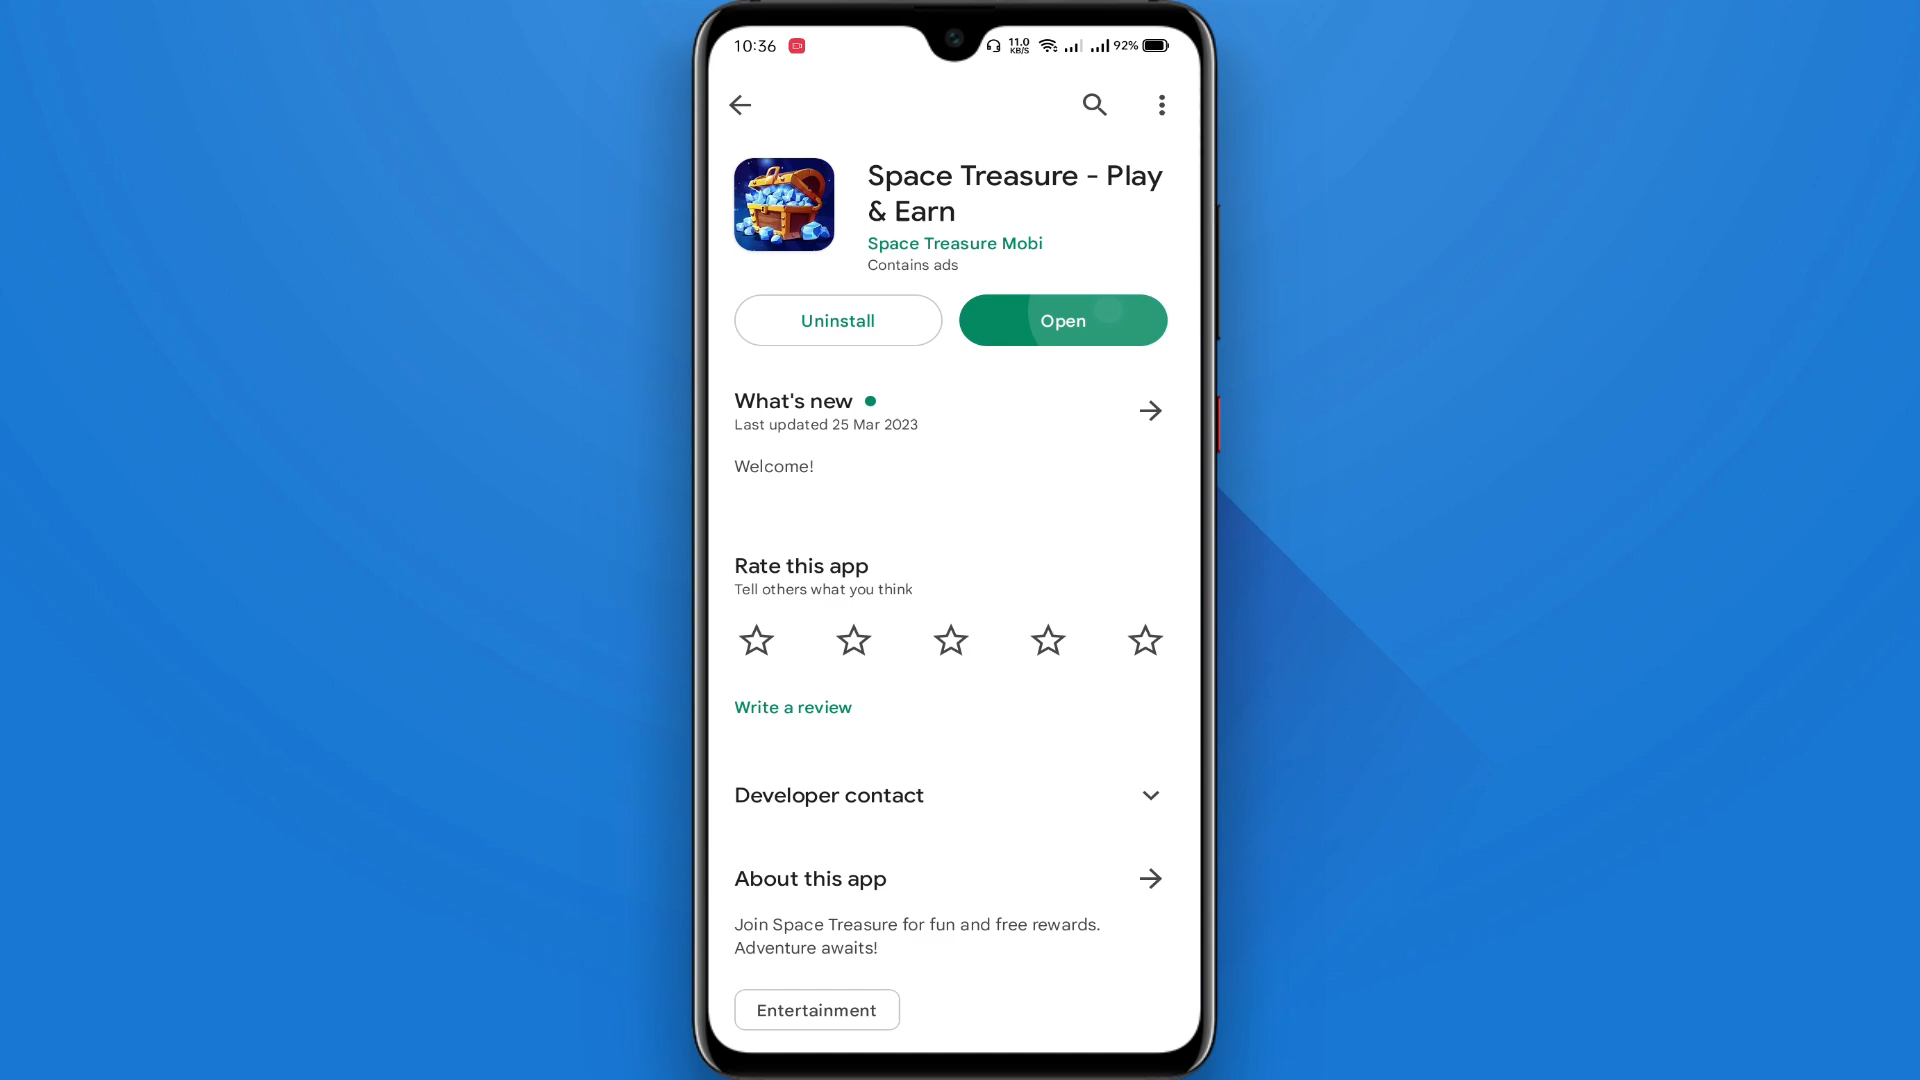 10:36
11.0
KB/S
92%
Space Treasure - Play
& Earn
Space Treasure Mobi
Contains ads
Uninstall
Open
What's new
Last updated 25 Mar 2023
Welcome!
Rate this app
Tell others what you think
Write a review
Developer contact
About this app
Join Space Treasure for fun and free rewards.
Adventure awaits!
Entertainment